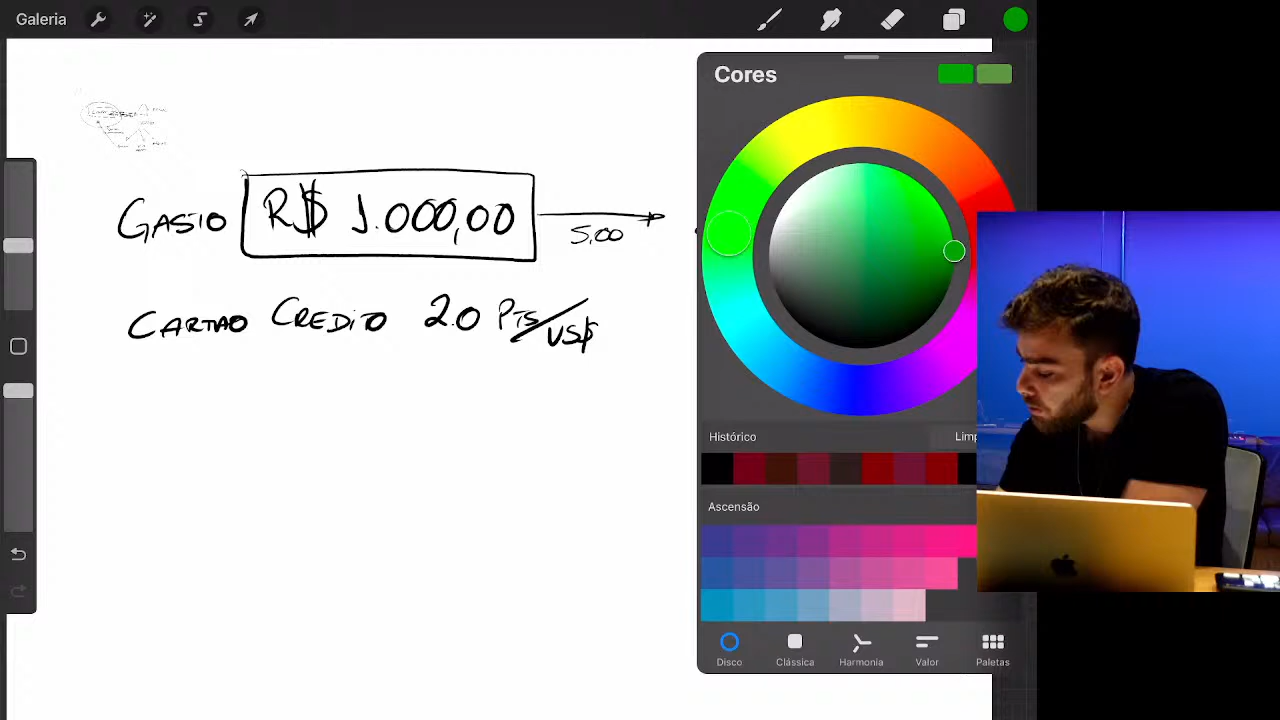 Galeria
Cores
GASTO R$ 1.000,00
5,00
CARTAO CREDITO 2.0 PTS/US$
Histórico
Limp
Ascensão
Disco
Clássica
Harmonia
Valor
Paletas